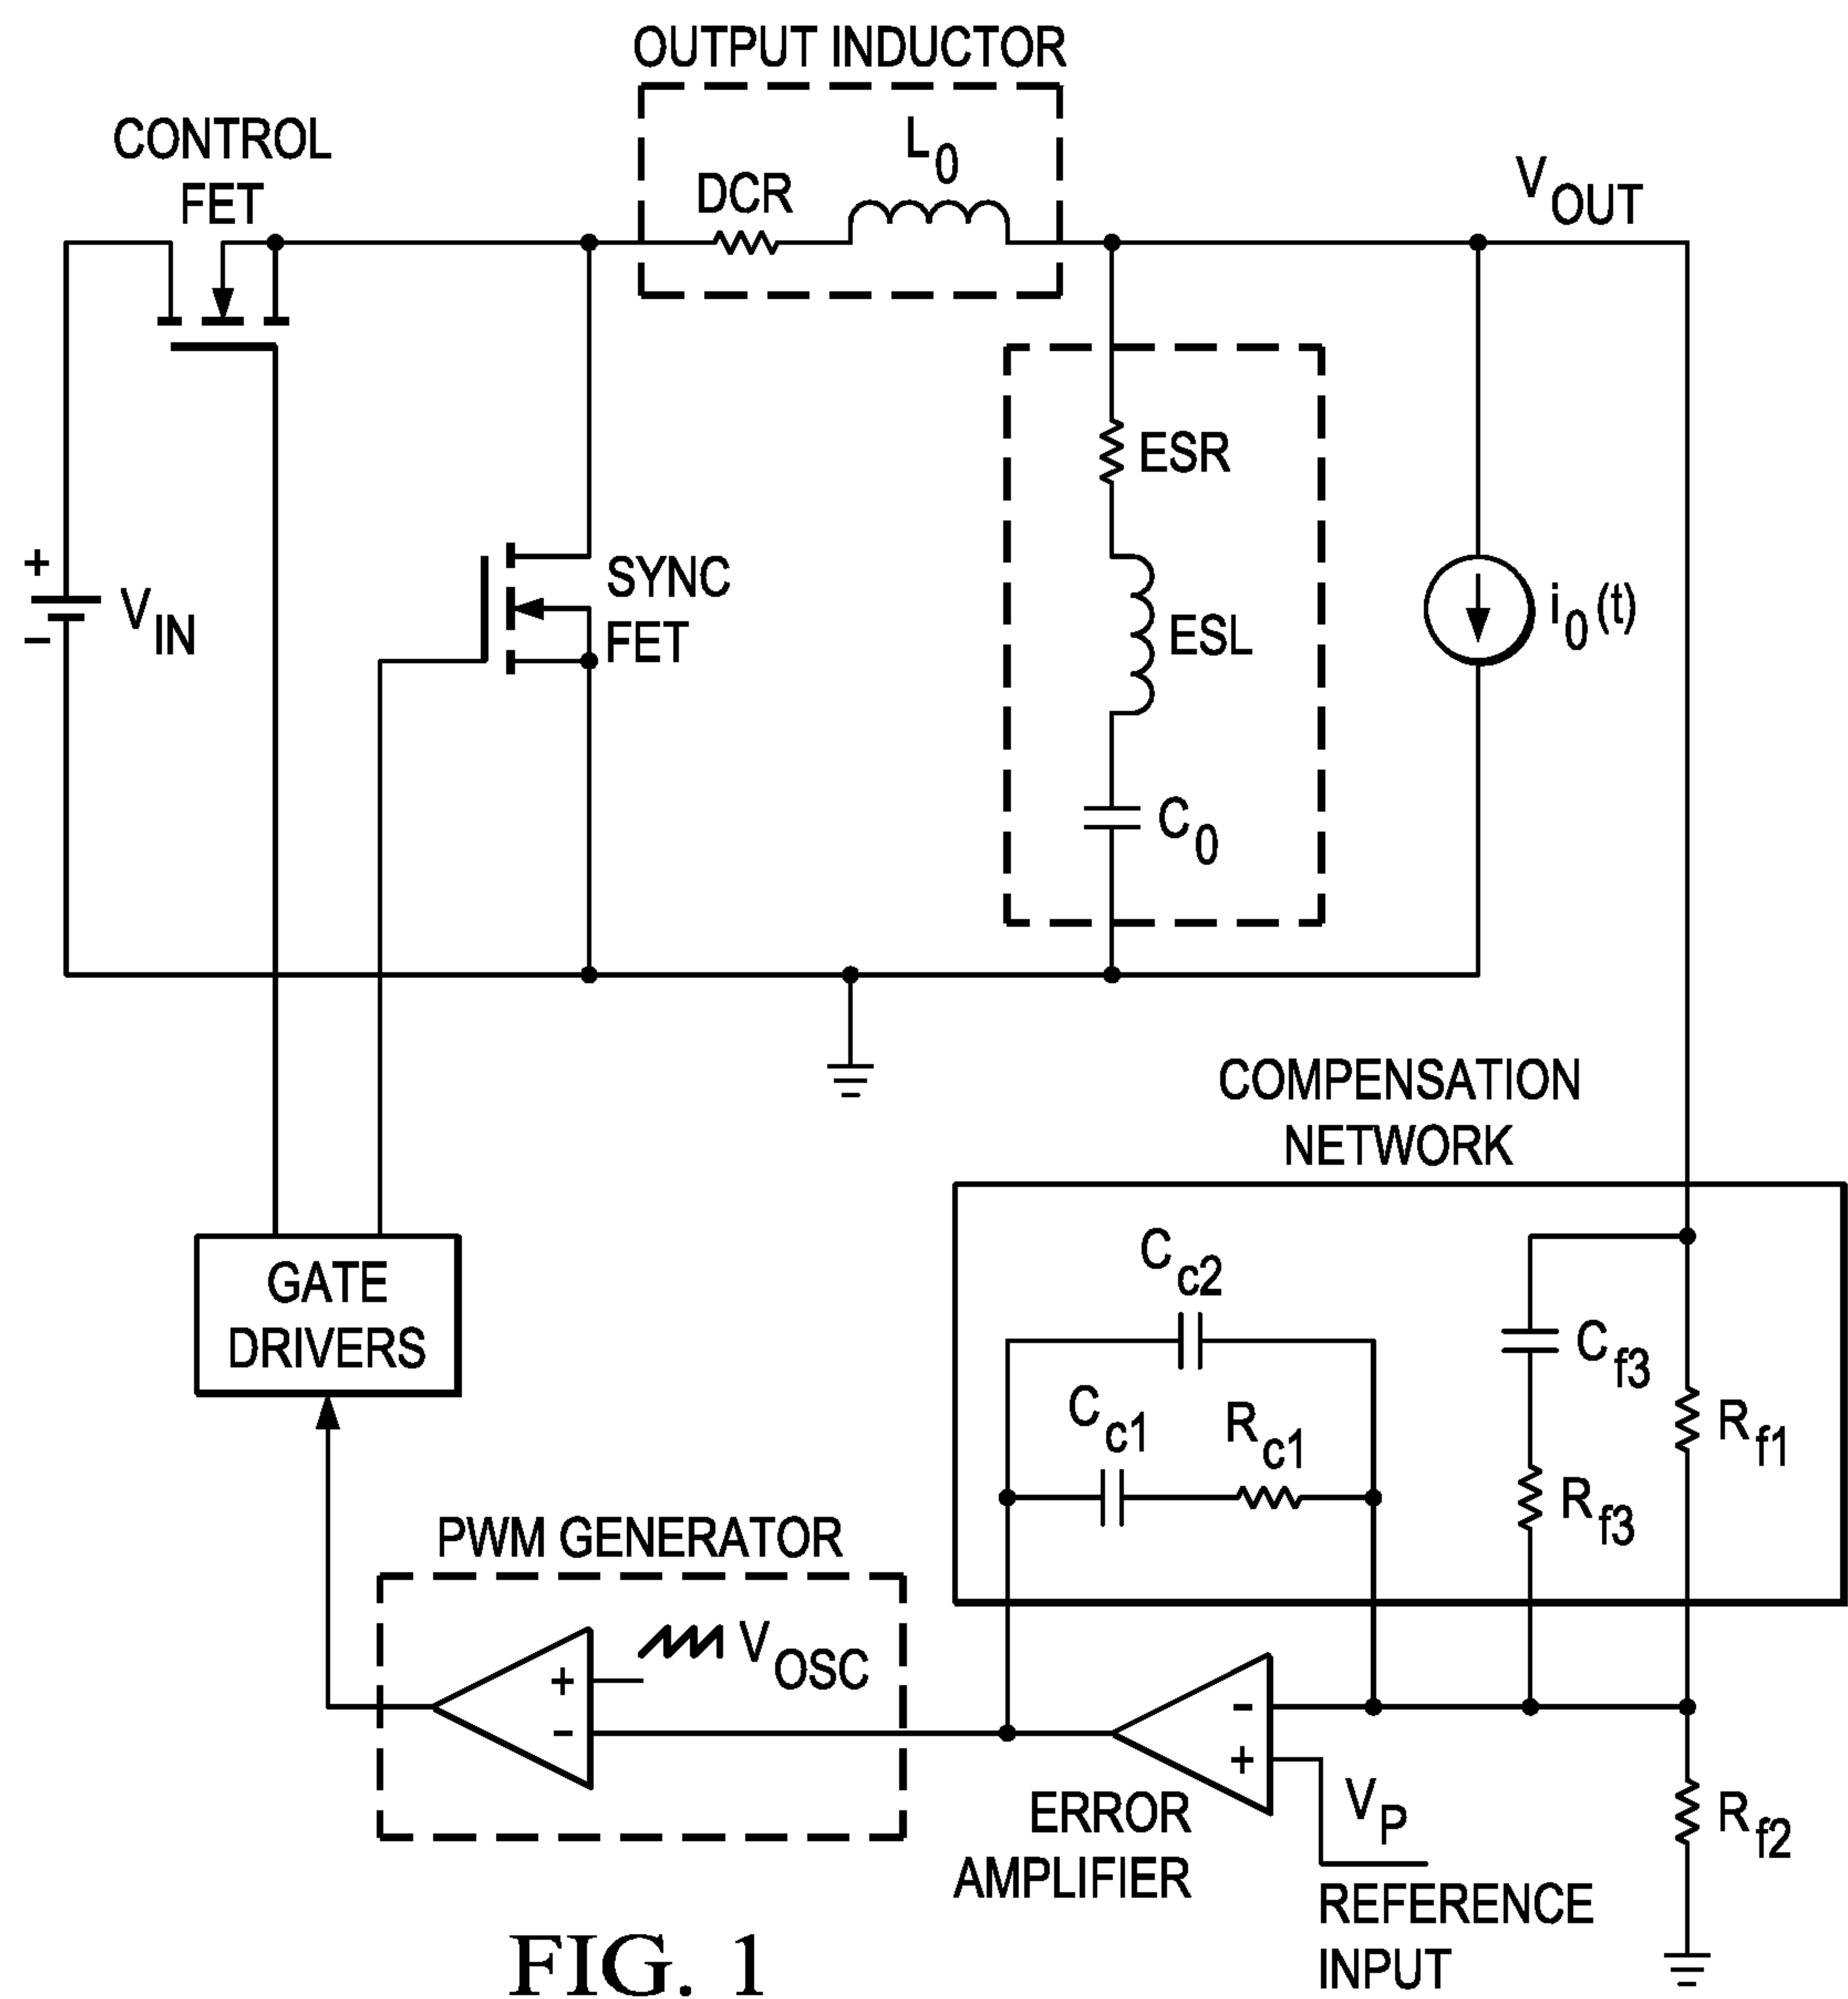 OUTPUT INDUCTOR
CONTROL
FET
L0
DCR
VOUT
ESR
+
VIN
−
SYNC
FET
ESL
i0(t)
C0
COMPENSATION
NETWORK
GATE
DRIVERS
Cc2
Cf3
Cc1
Rc1
Rf1
Rf3
PWM GENERATOR
VOSC
+
-
-
+
ERROR
AMPLIFIER
VP
Rf2
REFERENCE
INPUT
FIG. 1